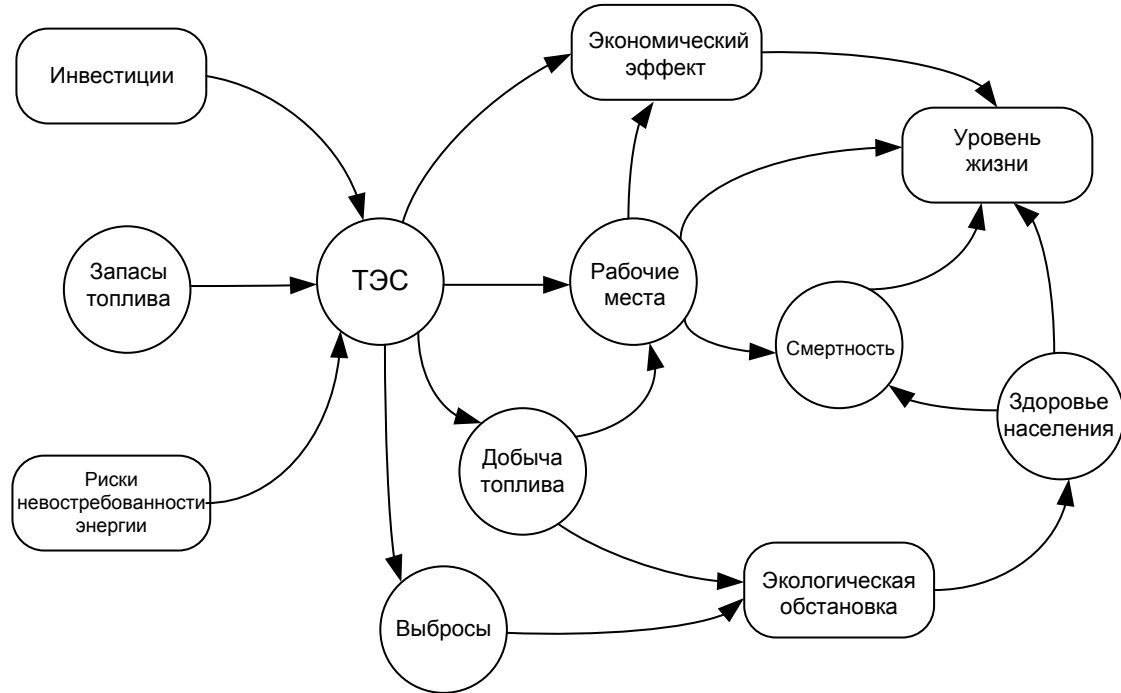 Экономический
эффект
Инвестиции
Уровень
жизни
Запасы
топлива
ТЭС
Рабочие
места
Смертность
Здоровье
населения
Добыча
топлива
Риски
невостребованности
энергии
Экологическая
обстановка
Выбросы